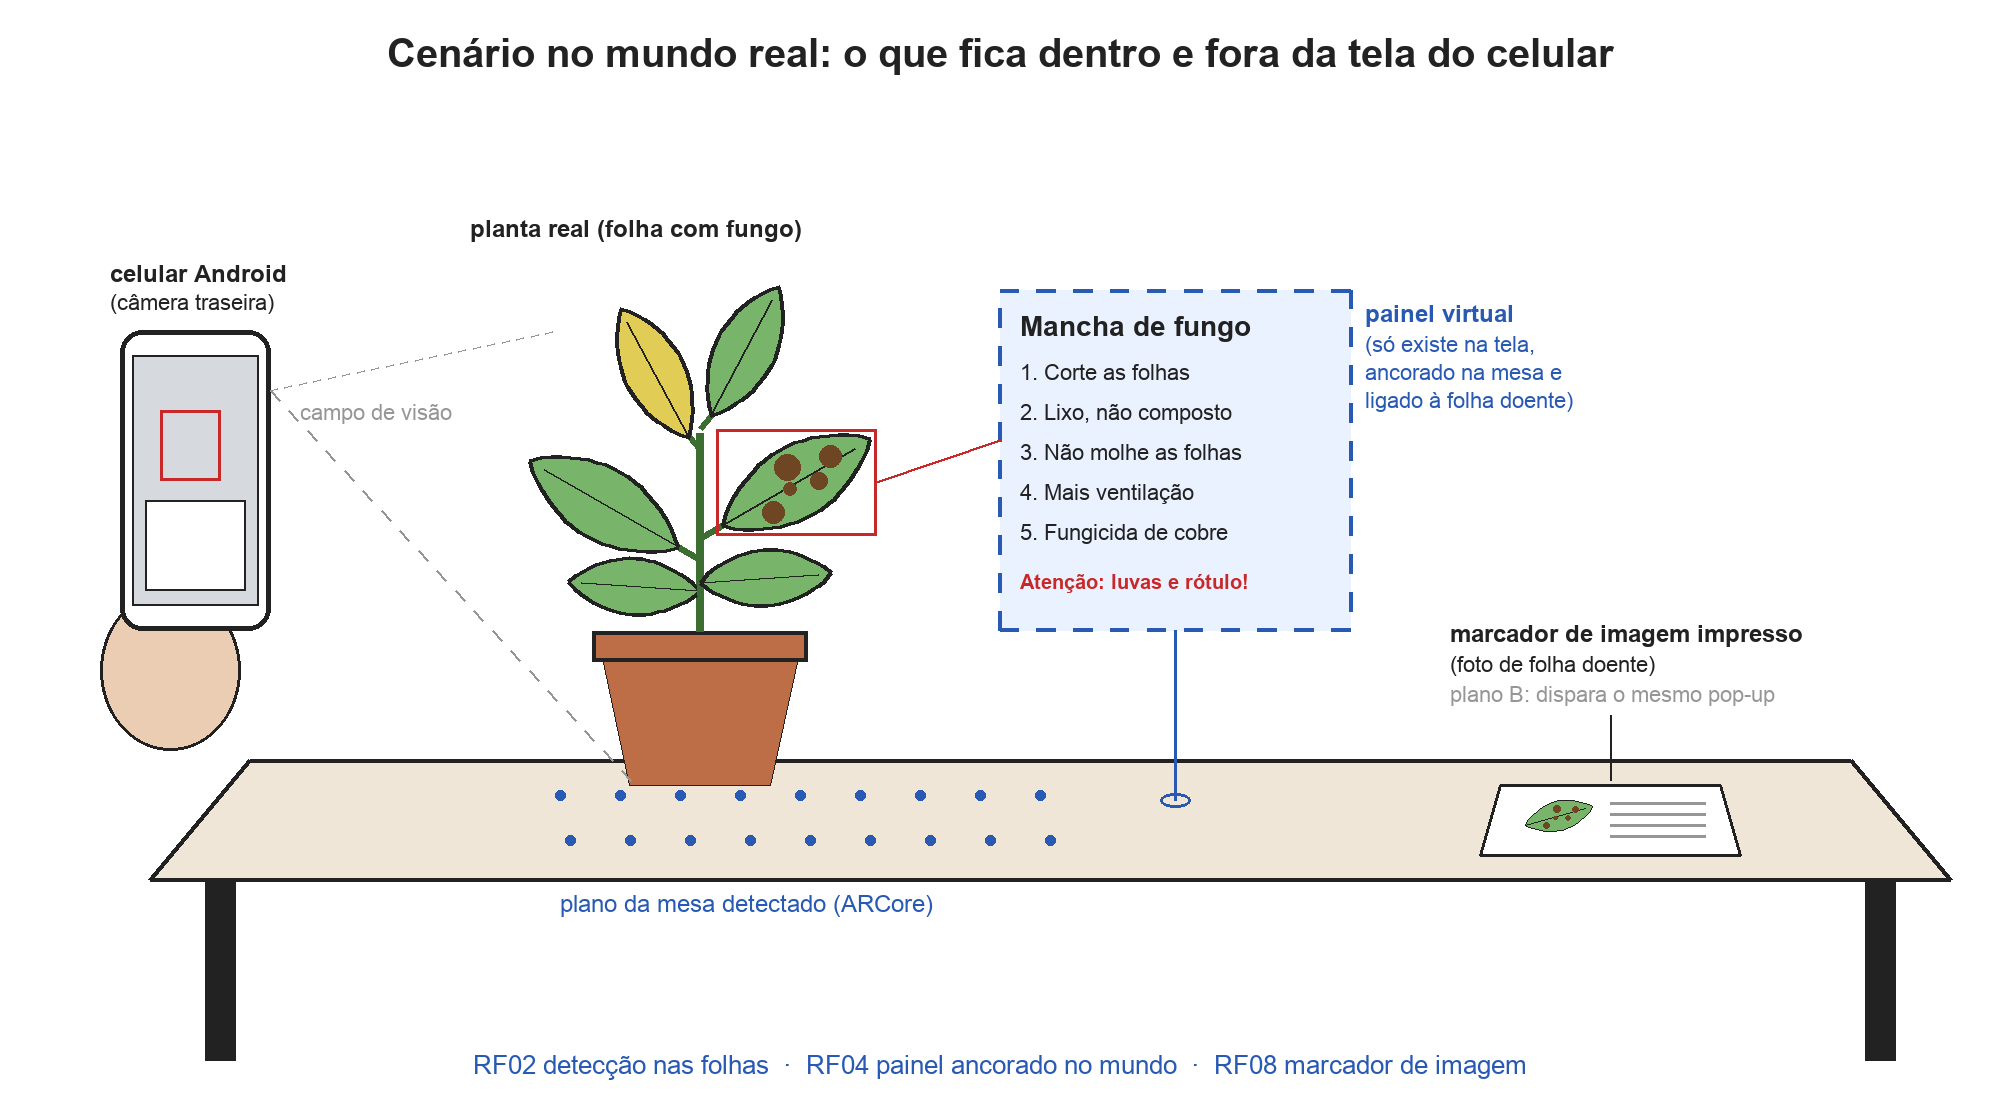 Cenário no mundo real: o que fica dentro e fora da tela do celular
planta real (folha com fungo)
celular Android
(câmera traseira)
campo de visão
Mancha de fungo
1. Corte as folhas
2. Lixo, não composto
3. Não molhe as folhas
4. Mais ventilação
5. Fungicida de cobre
Atenção: luvas e rótulo!
painel virtual
(só existe na tela,
ancorado na mesa e
ligado à folha doente)
marcador de imagem impresso
(foto de folha doente)
plano B: dispara o mesmo pop-up
plano da mesa detectado (ARCore)
RF02 detecção nas folhas · RF04 painel ancorado no mundo · RF08 marcador de imagem